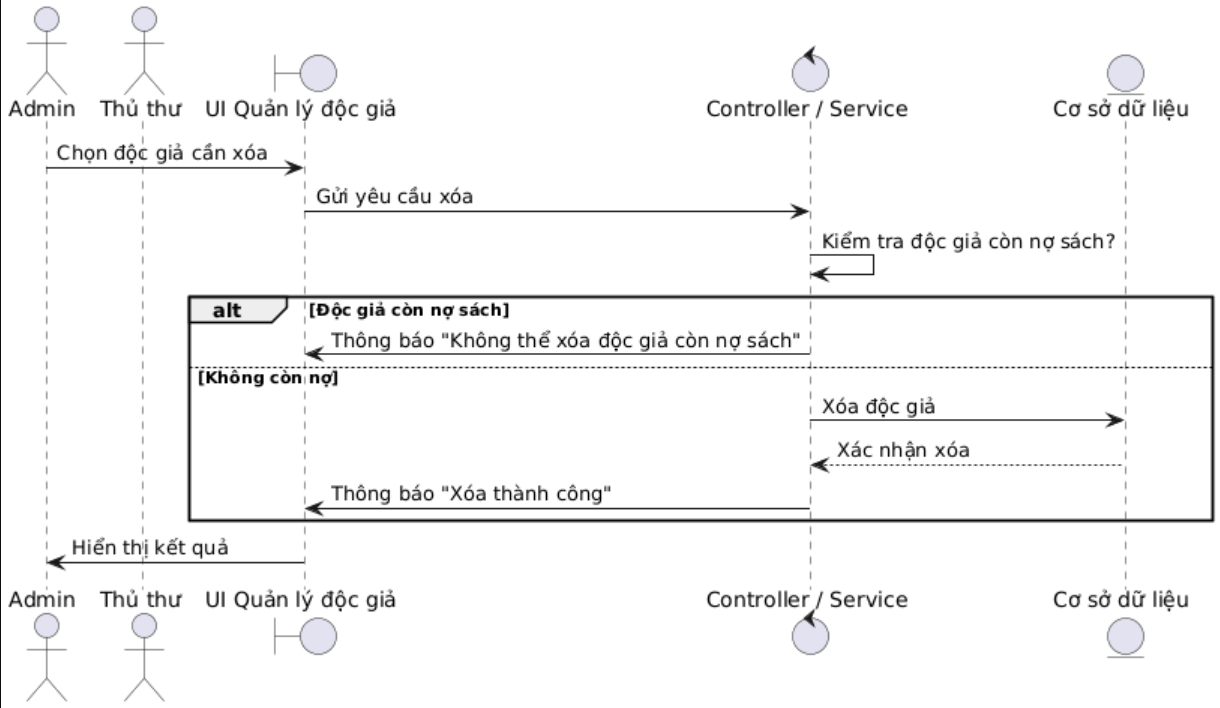 Admin Thủ thư UI Quản lý độc giả Controller / Service Cơ sở dữ liệu
Chọn độc giả cần xóa
Gửi yêu cầu xóa
Kiểm tra độc giả còn nợ sách?
alt [Độc giả còn nợ sách]
Thông báo "Không thể xóa độc giả còn nợ sách"
[Không còn nợ]
Xóa độc giả
Xác nhận xóa
Thông báo "Xóa thành công"
Hiển thị kết quả
Admin Thủ thư UI Quản lý độc giả Controller / Service Cơ sở dữ liệu